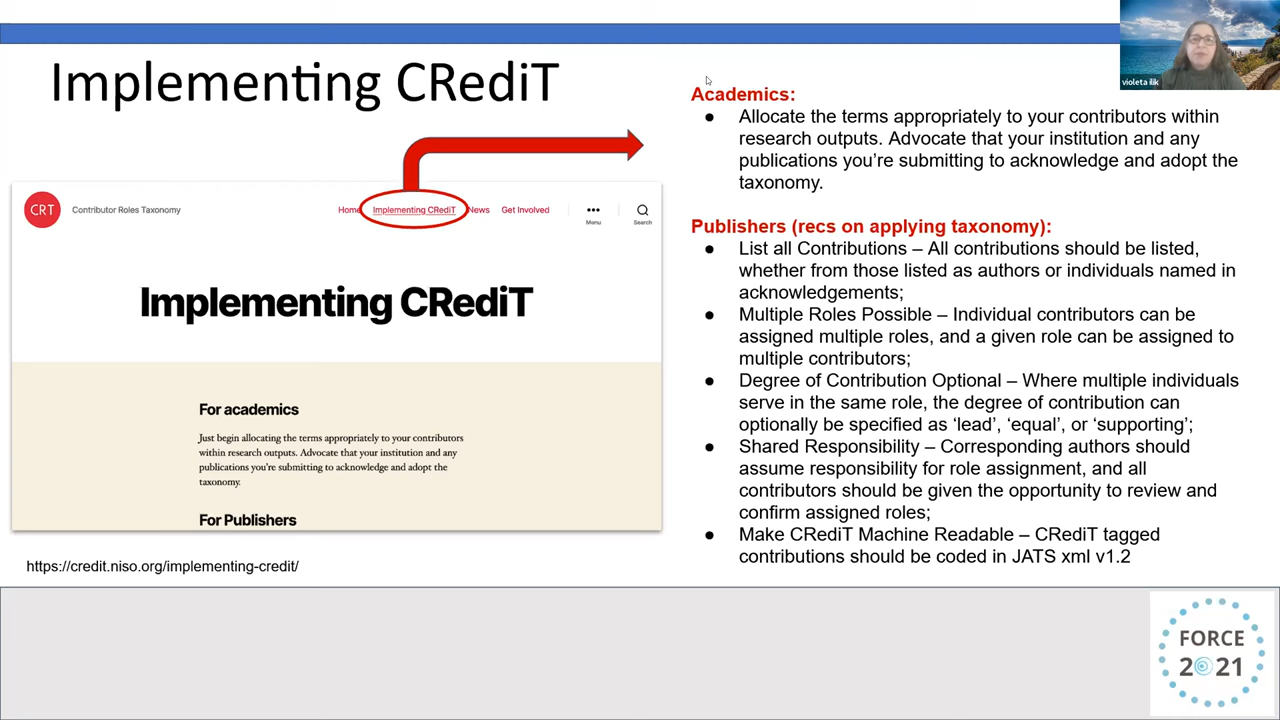 Implementing CRediT
violeta ilik
CRT
Contributor Roles Taxonomy
Home
Implementing CRediT
News
Get Involved
Menu
Search
Implementing CRediT
For academics
Just begin allocating the terms appropriately to your contributors
within research outputs. Advocate that your institution and any
publications you're submitting to acknowledge and adopt the
taxonomy.
For Publishers
https://credit.niso.org/implementing-credit/
Academics:
● Allocate the terms appropriately to your contributors within
research outputs. Advocate that your institution and any
publications you're submitting to acknowledge and adopt the
taxonomy.
Publishers (recs on applying taxonomy):
● List all Contributions – All contributions should be listed,
whether from those listed as authors or individuals named in
acknowledgements;
● Multiple Roles Possible – Individual contributors can be
assigned multiple roles, and a given role can be assigned to
multiple contributors;
● Degree of Contribution Optional – Where multiple individuals
serve in the same role, the degree of contribution can
optionally be specified as ‘lead’, ‘equal’, or ‘supporting’;
● Shared Responsibility – Corresponding authors should
assume responsibility for role assignment, and all
contributors should be given the opportunity to review and
confirm assigned roles;
● Make CRediT Machine Readable – CRediT tagged
contributions should be coded in JATS xml v1.2
FORCE
2021